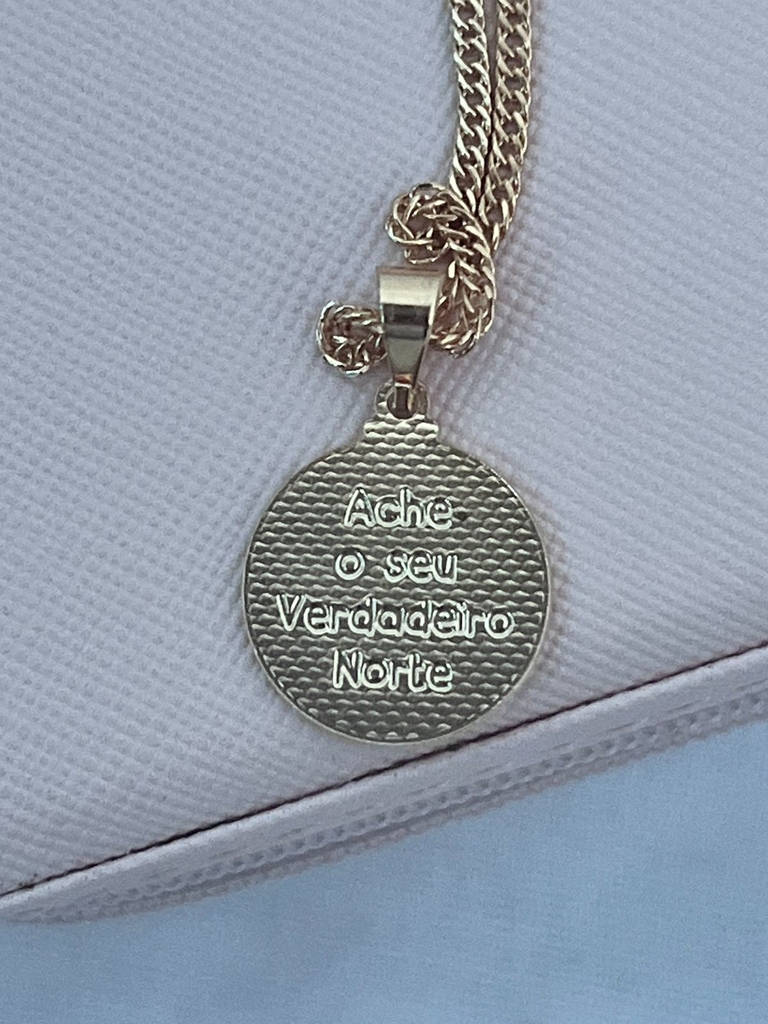 Ache
o seu
Verdadeiro
Norte